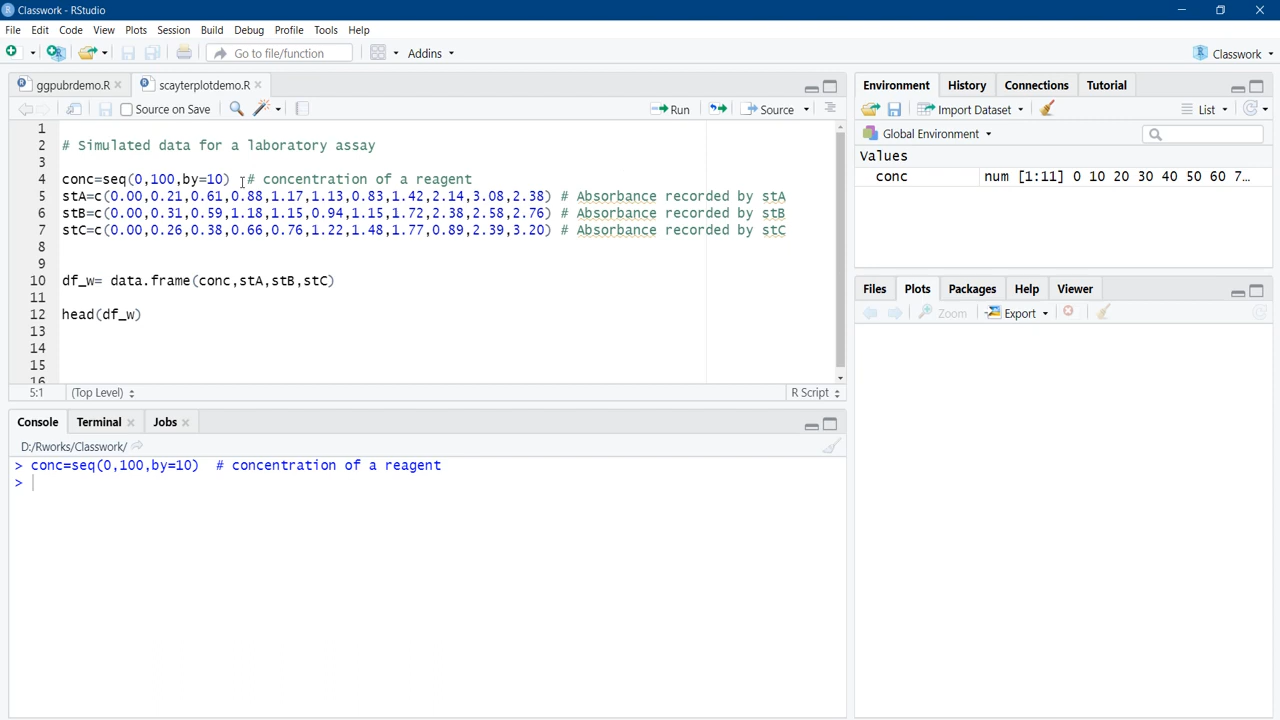 Classwork - RStudio
File Edit Code View Plots Session Build Debug Profile Tools Help
Go to file/function Addins Classwork
ggpubrdemo.R scayterplotdemo.R
Source on Save Run Source
1
2 # Simulated data for a laboratory assay
3
4 conc=seq(0,100,by=10) # concentration of a reagent
5 stA=c(0.00,0.21,0.61,0.88,1.17,1.13,0.83,1.42,2.14,3.08,2.38) # Absorbance recorded by stA
6 stB=c(0.00,0.31,0.59,1.18,1.15,0.94,1.15,1.72,2.38,2.58,2.76) # Absorbance recorded by stB
7 stC=c(0.00,0.26,0.38,0.66,0.76,1.22,1.48,1.77,0.89,2.39,3.20) # Absorbance recorded by stC
8
9
10 df_w= data.frame(conc,stA,stB,stC)
11
12 head(df_w)
13
14
15
16
5:1 (Top Level) R Script
Console Terminal Jobs
D:/Rworks/Classwork/
> conc=seq(0,100,by=10) # concentration of a reagent
>
Environment History Connections Tutorial
Import Dataset List
Global Environment
Values
conc num [1:11] 0 10 20 30 40 50 60 7…
Files Plots Packages Help Viewer
Zoom Export